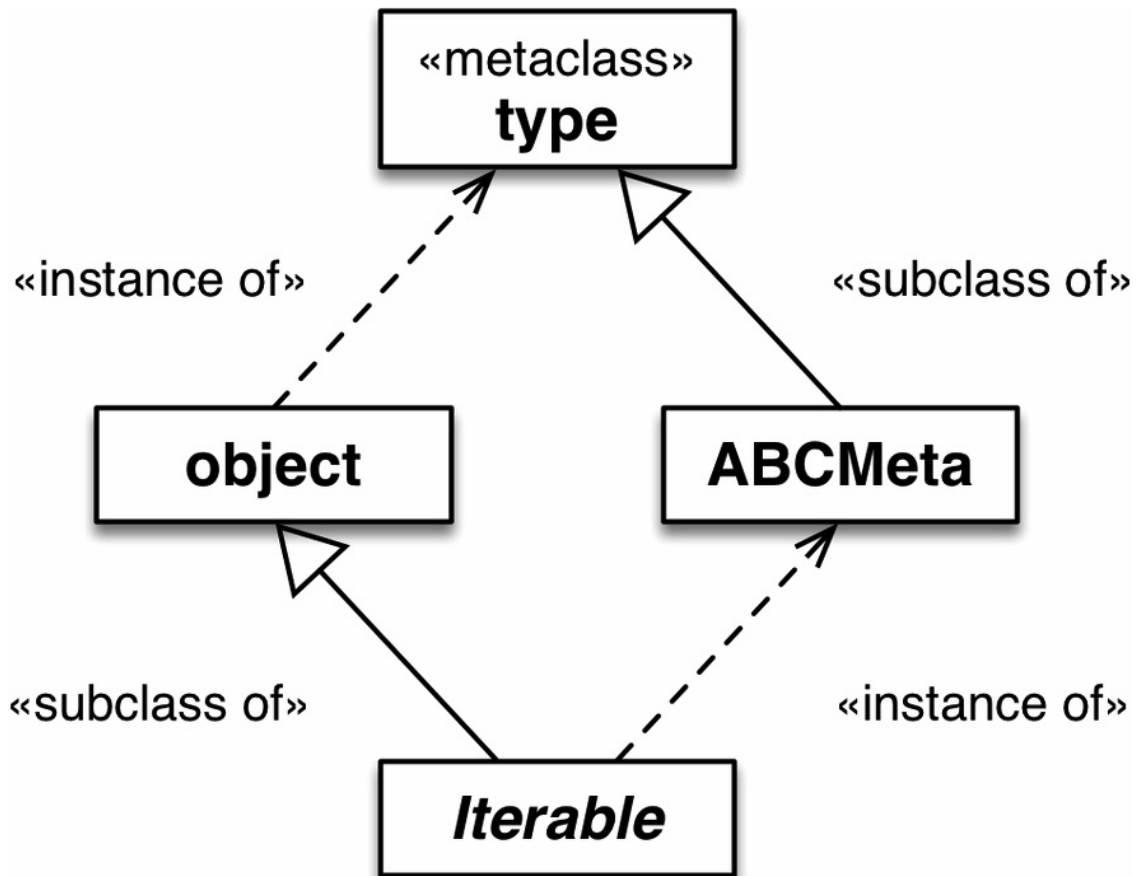 «metaclass»
type
«instance of»
«subclass of»
object
ABCMeta
«subclass of»
«instance of»
Iterable